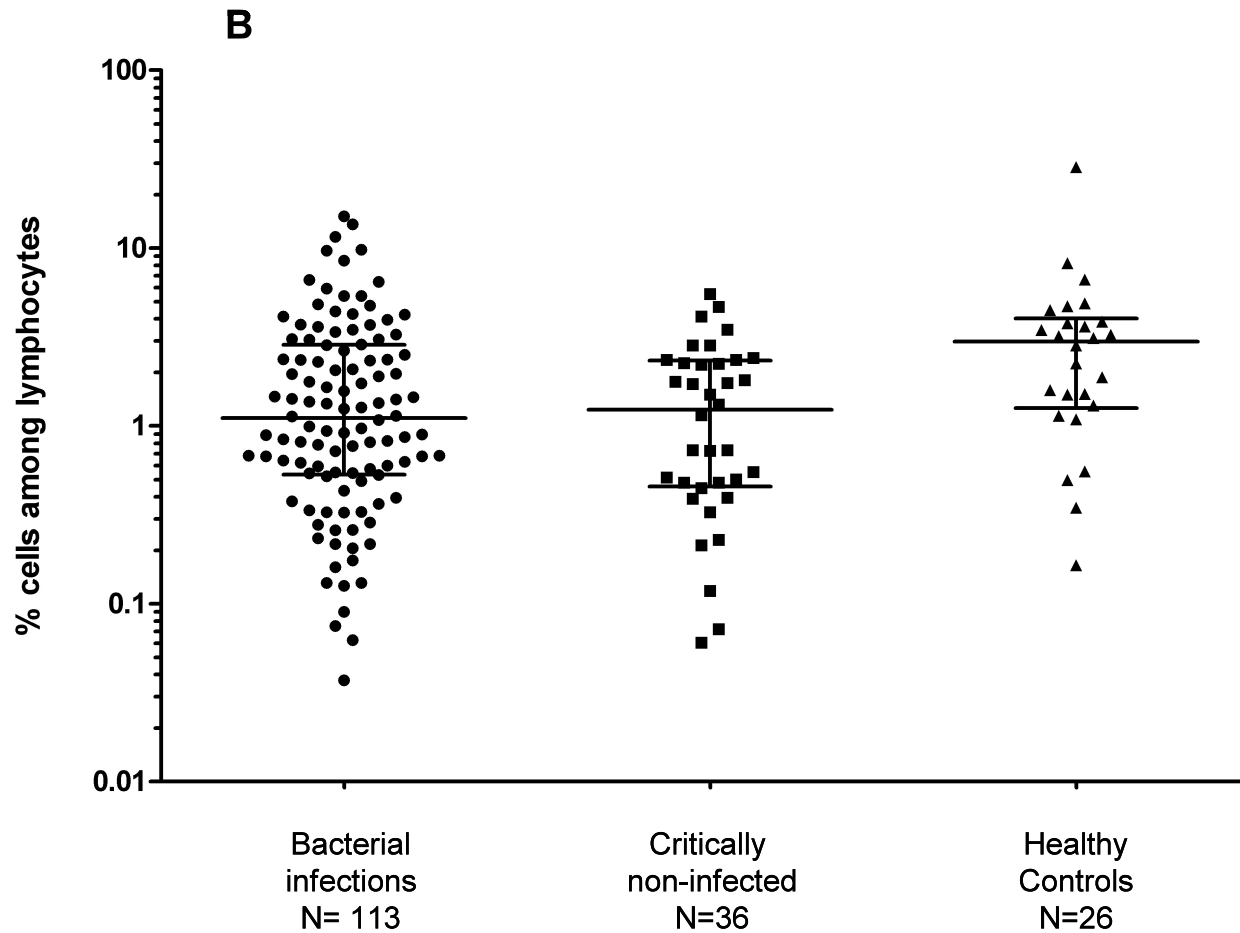 B
% cells among lymphocytes
100
10
1
0.1
0.01
Bacterial
infections
N= 113
Critically
non-infected
N=36
Healthy
Controls
N=26